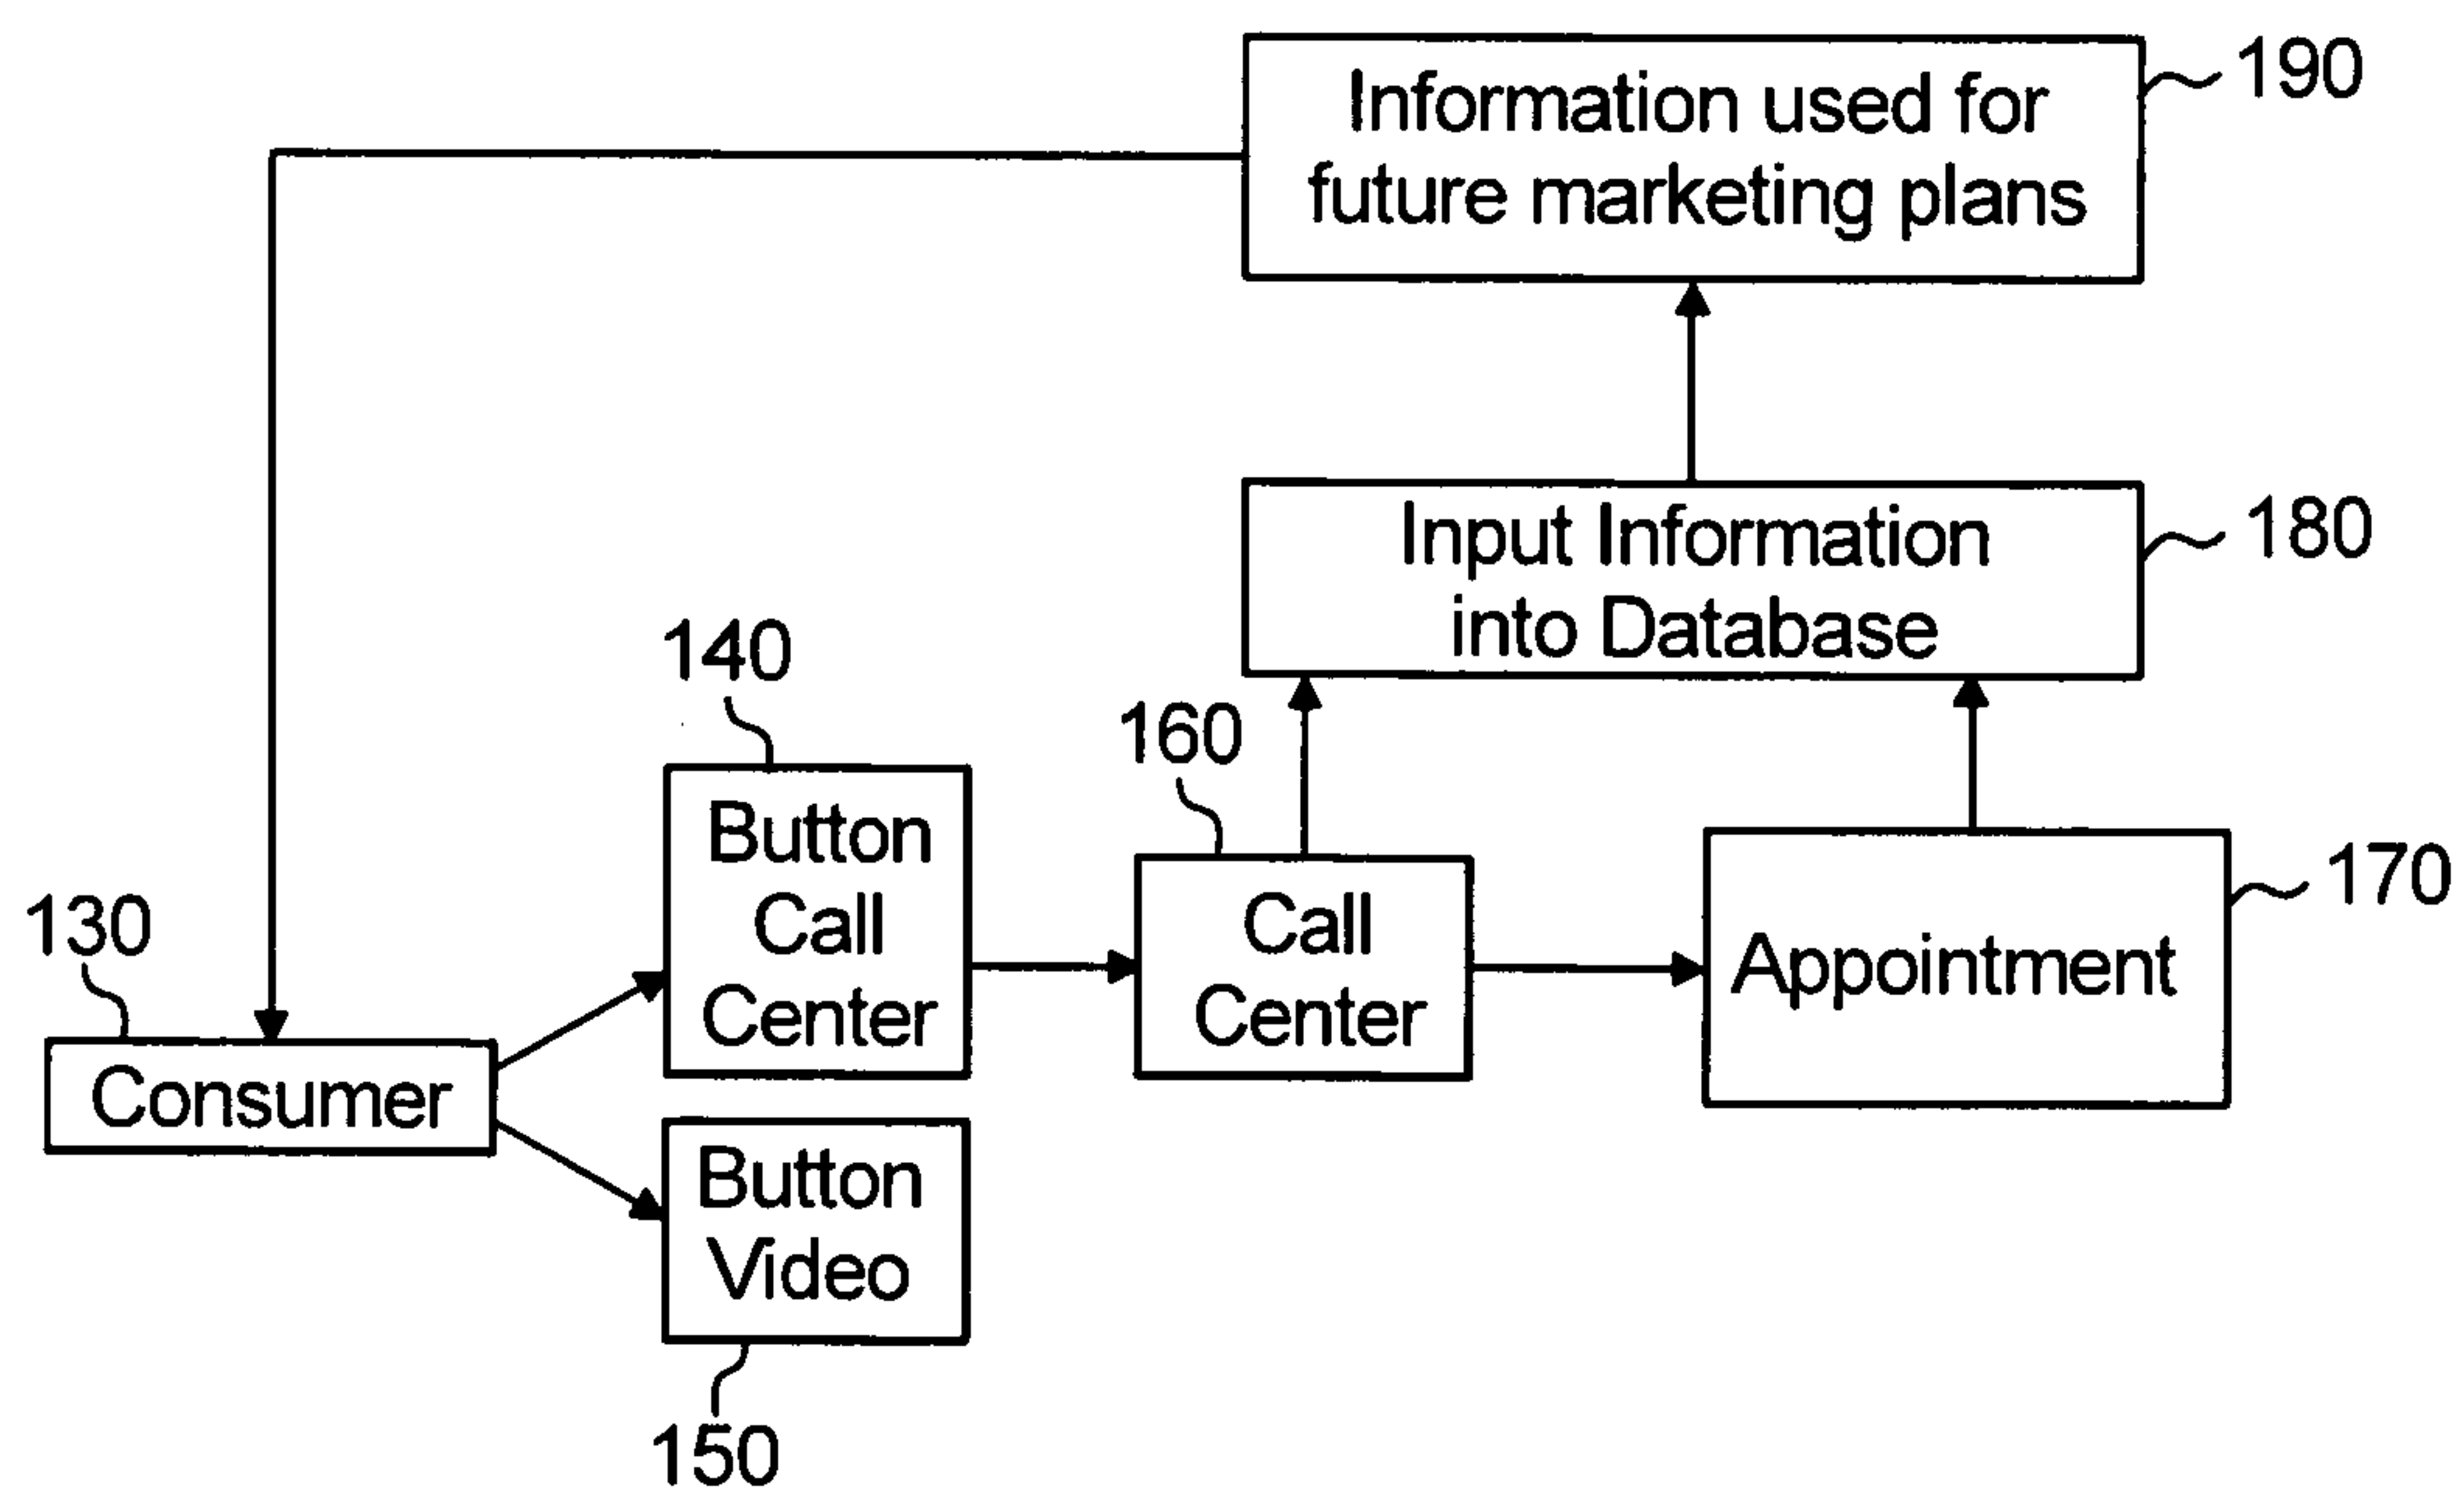 Information used for
future marketing plans
190
Input Information
into Database
180
140
Button
Call
Center
160
Call
Center
170
Appointment
130
Consumer
Button
Video
150